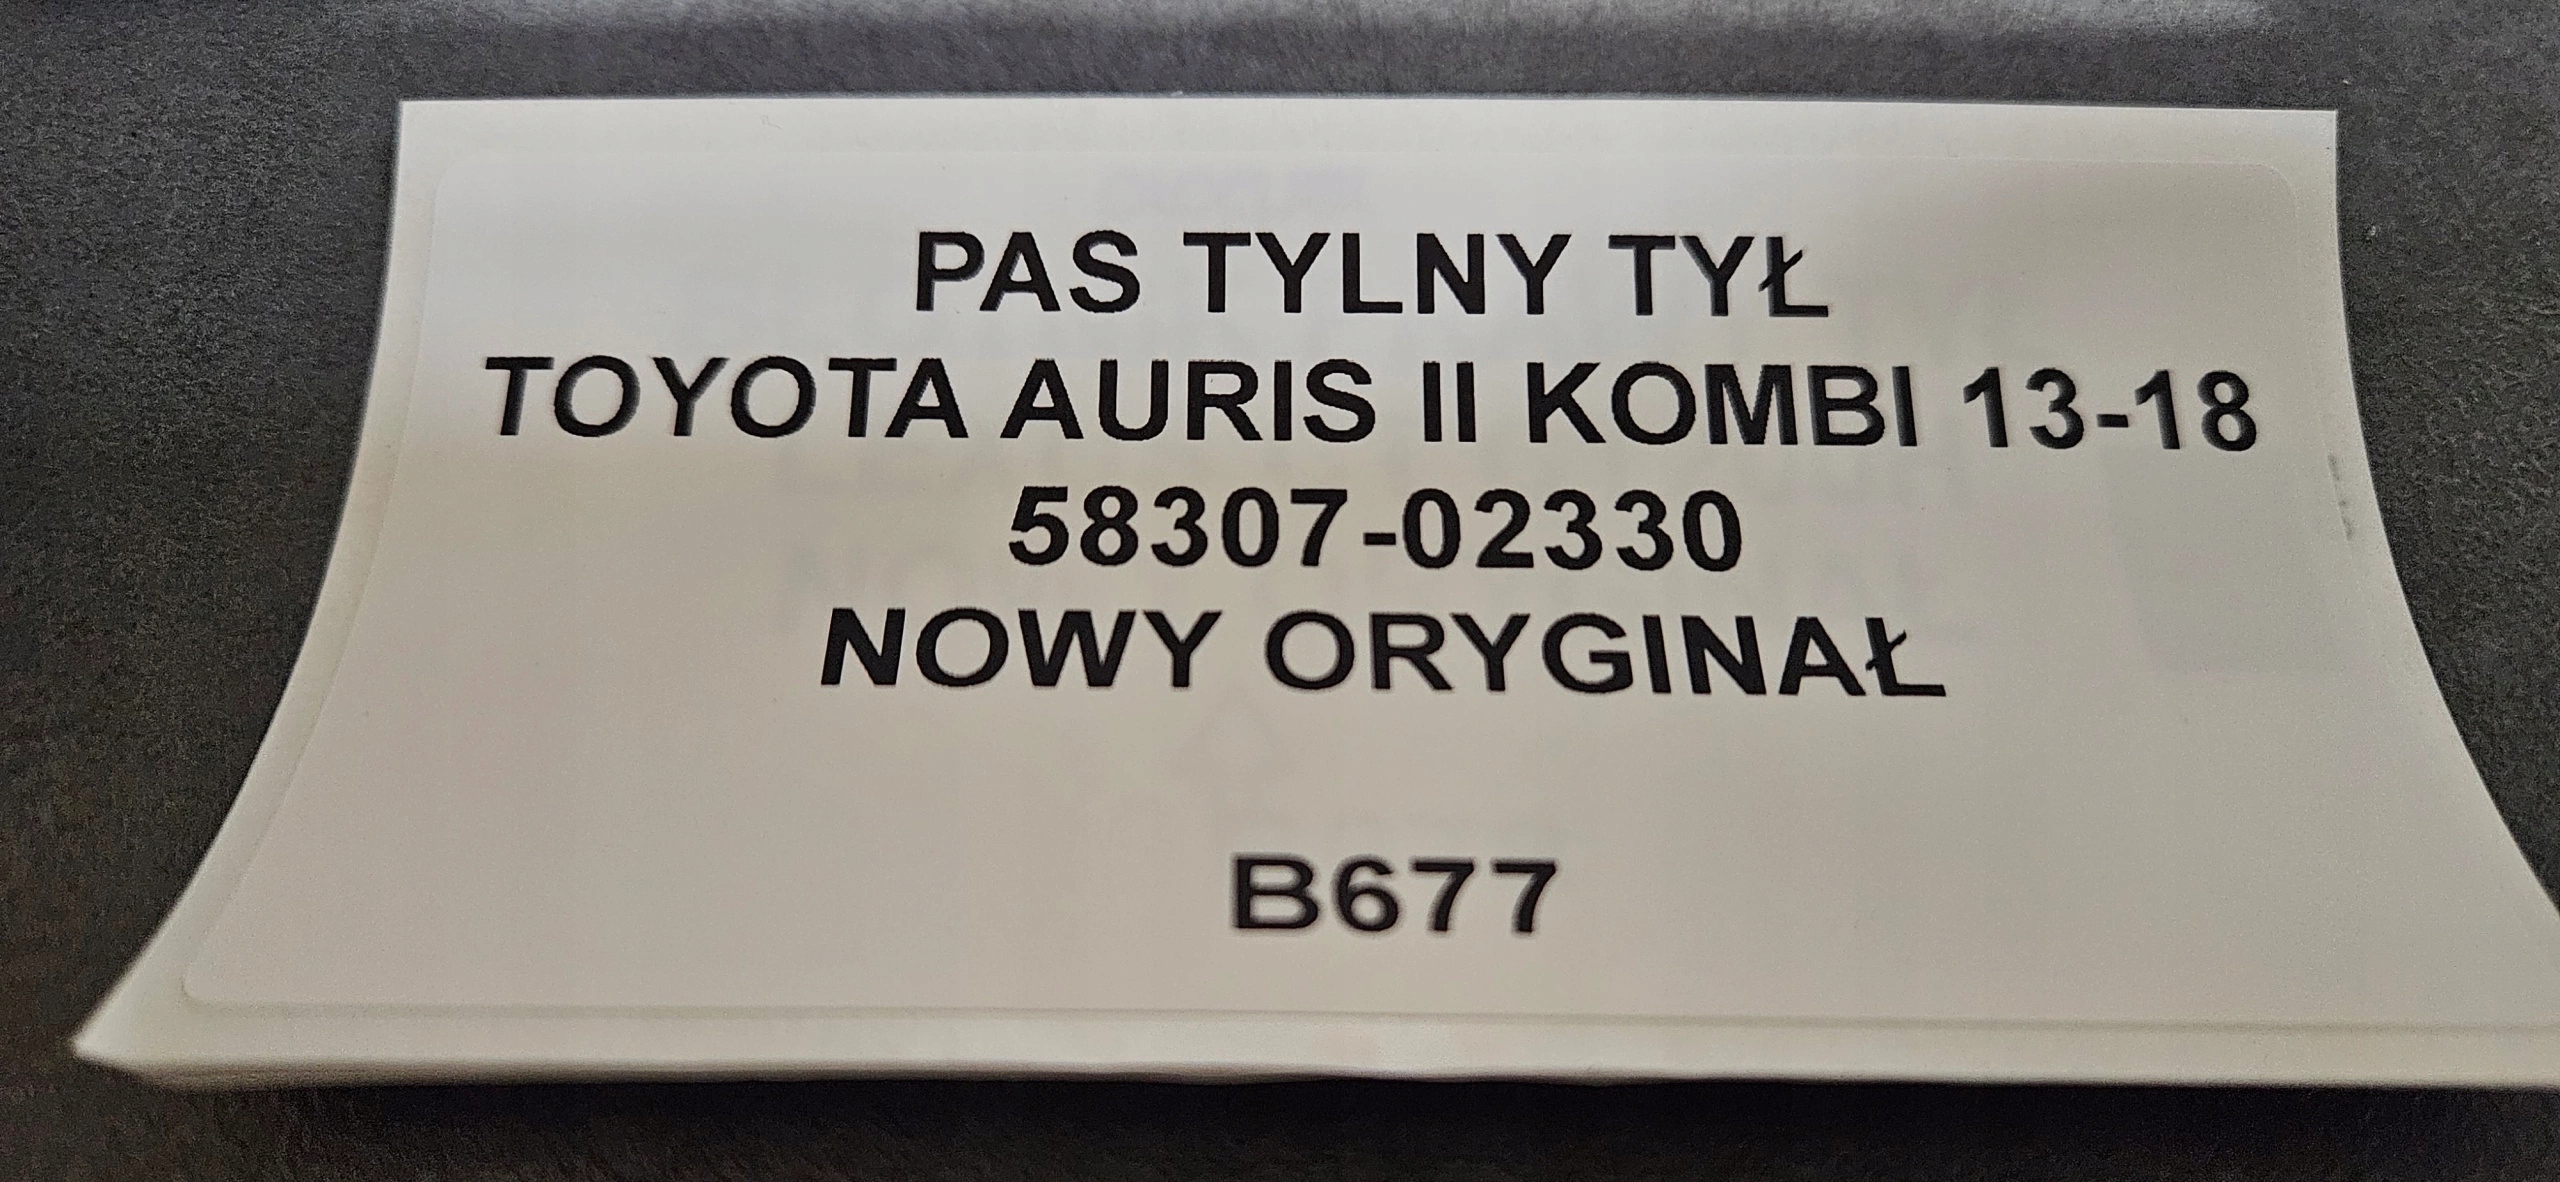 PAS TYLNY TYŁ
TOYOTA AURIS II KOMBI 13-18
58307-02330
NOWY ORYGINAŁ
B677